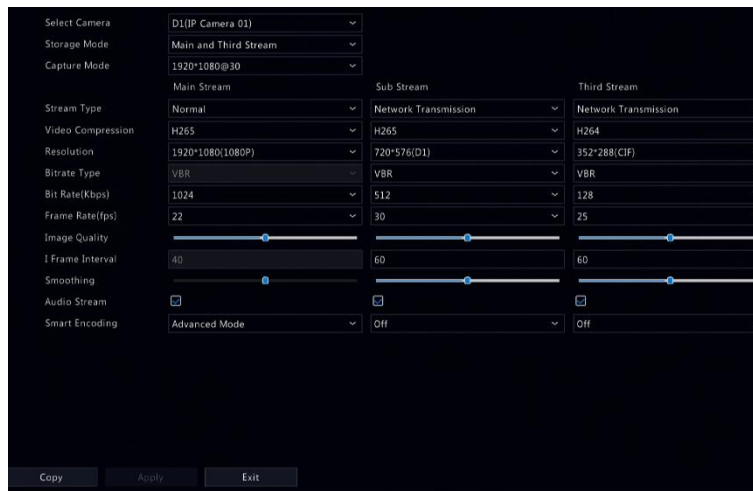 Select Camera D1(IP Camera 01)
Storage Mode Main and Third Stream
Capture Mode 1920*1080@30
Main Stream Sub Stream Third Stream
Stream Type Normal Network Transmission Network Transmission
Video Compression H265 H265 H264
Resolution 1920*1080(1080P) 720*576(D1) 352*288(CIF)
Bitrate Type VBR VBR VBR
Bit Rate(Kbps) 1024 512 128
Frame Rate(fps) 22 30 25
Image Quality
I Frame Interval 40 60 60
Smoothing
Audio Stream
Smart Encoding Advanced Mode Off Off
Copy Apply Exit